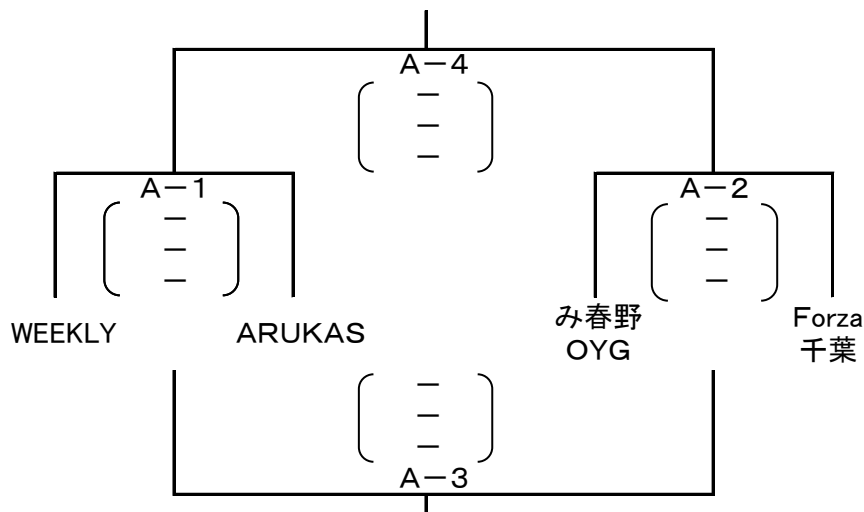 A－4
－
－
－
A－1
－
－
－
A－2
－
－
－
WEEKLY
ARUKAS
み春野
OYG
Forza
千葉
－
－
－
A－3